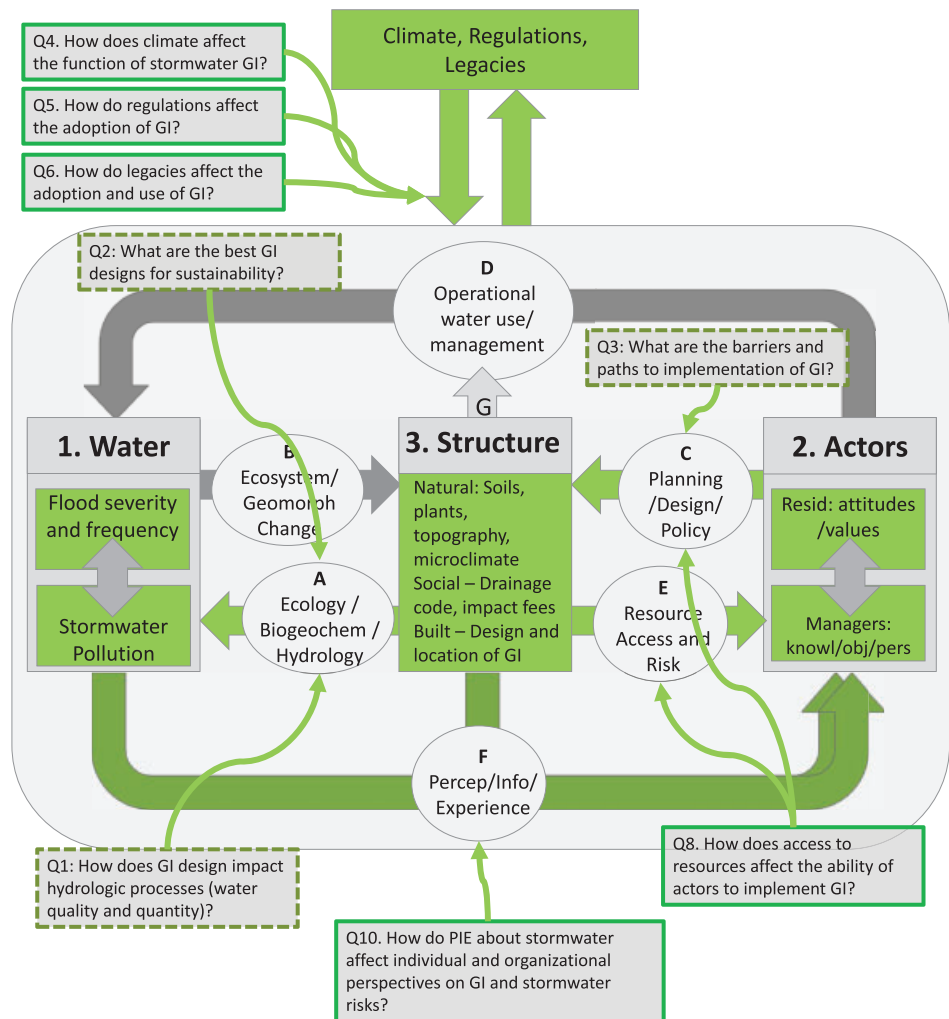 Climate, Regulations,
Legacies
Q4. How does climate affect
the function of stormwater GI?
Q5. How do regulations affect
the adoption of GI?
Q6. How do legacies affect the
adoption and use of GI?
Q2: What are the best GI
designs for sustainability?
D
Operational
water use/
management
Q3: What are the barriers and
paths to implementation of GI?
G
1. Water
Flood severity
and frequency
Stormwater
Pollution
B
Ecosystem/
Geomorph
Change
A
Ecology /
Biogeochem /
Hydrology
3. Structure
Natural: Soils,
plants,
topography,
microclimate
Social – Drainage
code, impact fees
Built – Design and
location of GI
C
Planning
/Design/
Policy
E
Resource
Access and
Risk
2. Actors
Resid: attitudes
/values
Managers:
knowl/obj/pers
F
Percep/Info/
Experience
Q1: How does GI design impact
hydrologic processes (water
quality and quantity)?
Q8. How does access to
resources affect the ability of
actors to implement GI?
Q10. How do PIE about stormwater
affect individual and organizational
perspectives on GI and stormwater
risks?